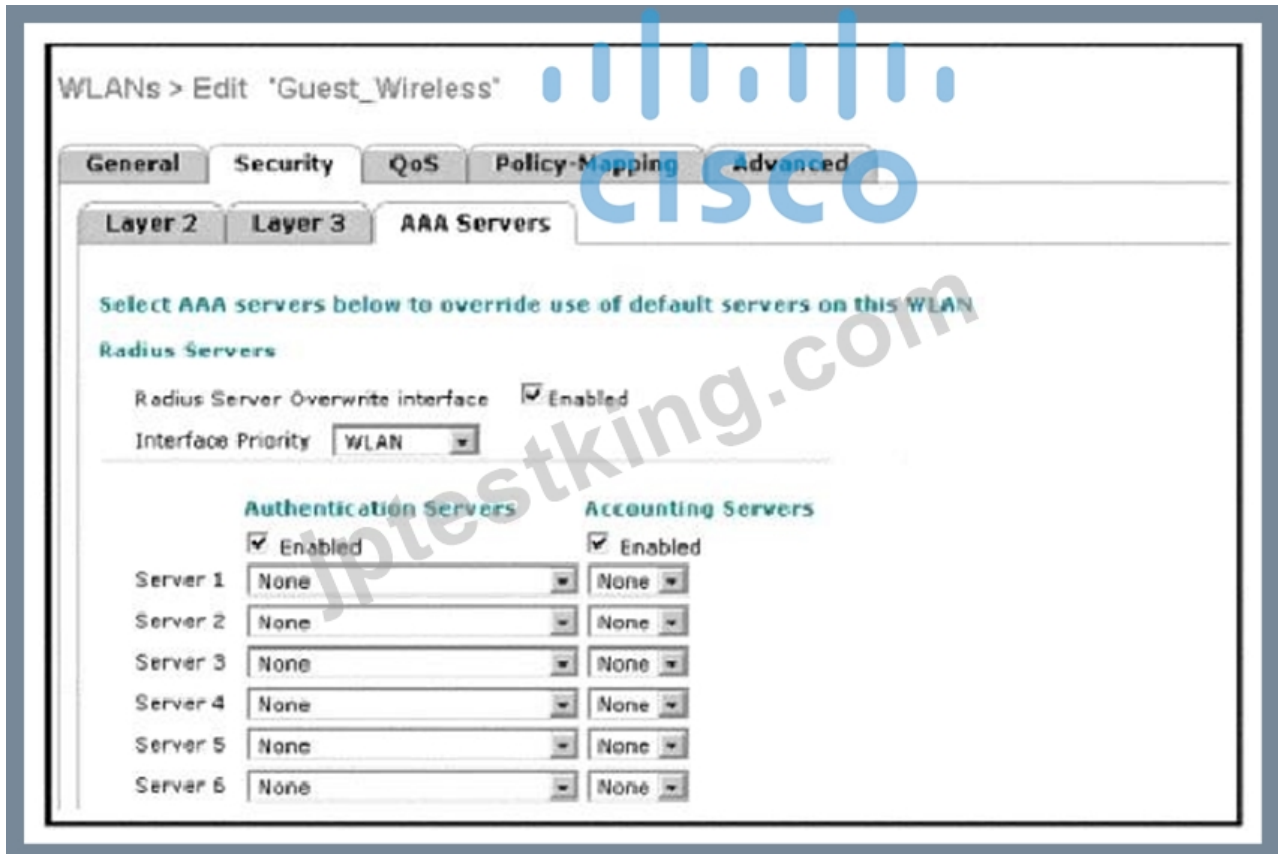 WLANs > Edit 'Guest_Wireless'
CISCO
General Security QoS Policy-Mapping Advanced
Layer 2 Layer 3 AAA Servers
Select AAA servers below to override use of default servers on this WLAN
Radius Servers
Radius Server Overwrite interface Enabled
Interface Priority WLAN
Authentication Servers Accounting Servers
Enabled Enabled
Server 1 None None
Server 2 None None
Server 3 None None
Server 4 None None
Server 5 None None
Server 6 None None
jptestking.com